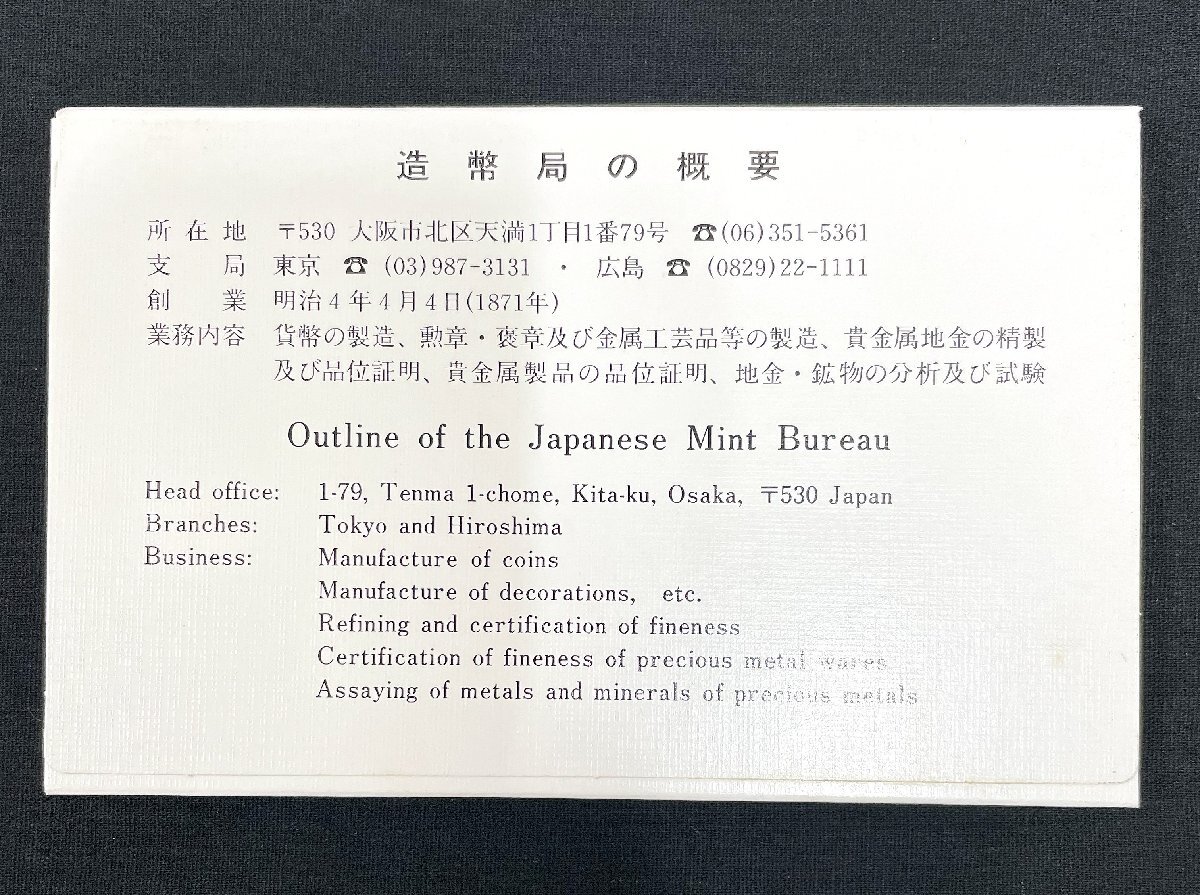 造幣局の概要
所在地 〒530 大阪市北区天満1丁目1番79号 ☎(06)351-5361
支局 東京 ☎ (03)987-3131 ・ 広島 ☎ (0829)22-1111
創業 明治4年4月4日(1871年)
業務内容 貨幣の製造、勲章・褒章及び金属工芸品等の製造、貴金属地金の精製
及び品位証明、貴金属製品の品位証明、地金・鉱物の分析及び試験
Outline of the Japanese Mint Bureau
Head office: 1-79, Tenma 1-chome, Kita-ku, Osaka, 〒530 Japan
Branches: Tokyo and Hiroshima
Business: Manufacture of coins
Manufacture of decorations, etc.
Refining and certification of fineness
Certification of fineness of precious metal wares
Assaying of metals and minerals of precious metals